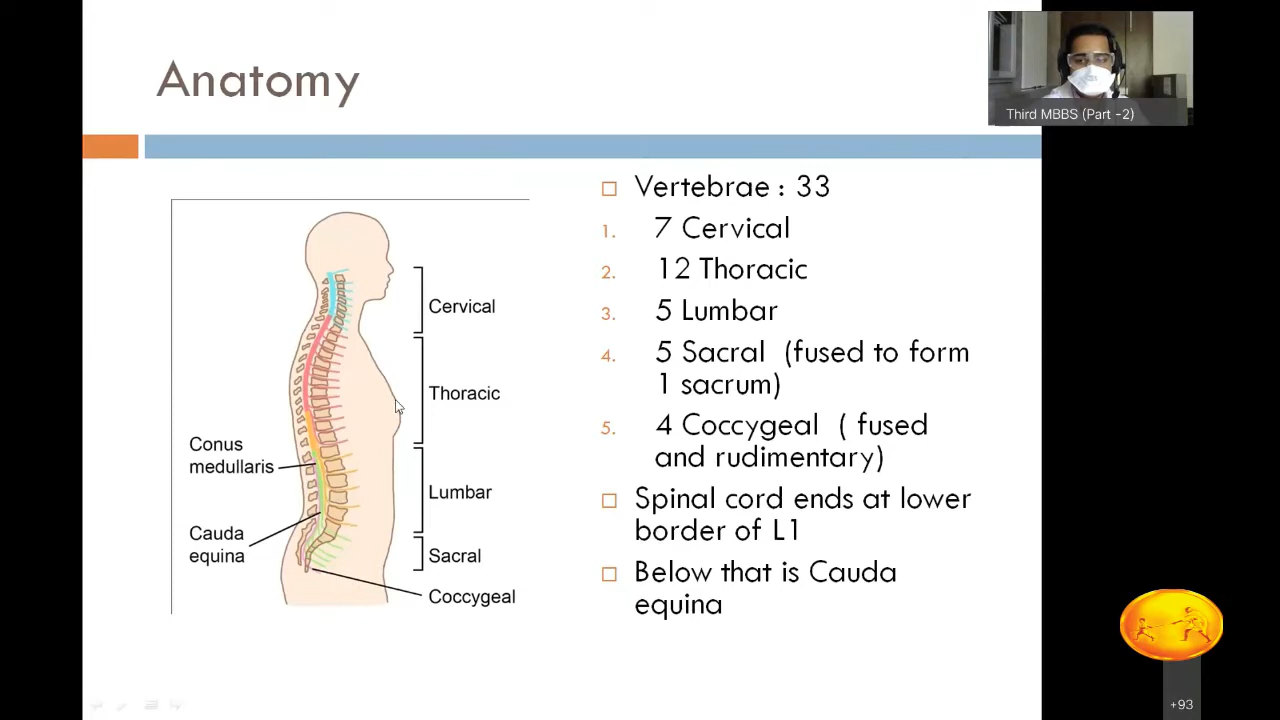 Anatomy
Third MBBS (Part -2)
Vertebrae : 33
1. 7 Cervical
2. 12 Thoracic
3. 5 Lumbar
4. 5 Sacral (fused to form
1 sacrum)
5. 4 Coccygeal ( fused
and rudimentary)
Spinal cord ends at lower
border of L1
Below that is Cauda
equina
Cervical
Thoracic
Conus
medullaris
Lumbar
Cauda
equina
Sacral
Coccygeal
+93